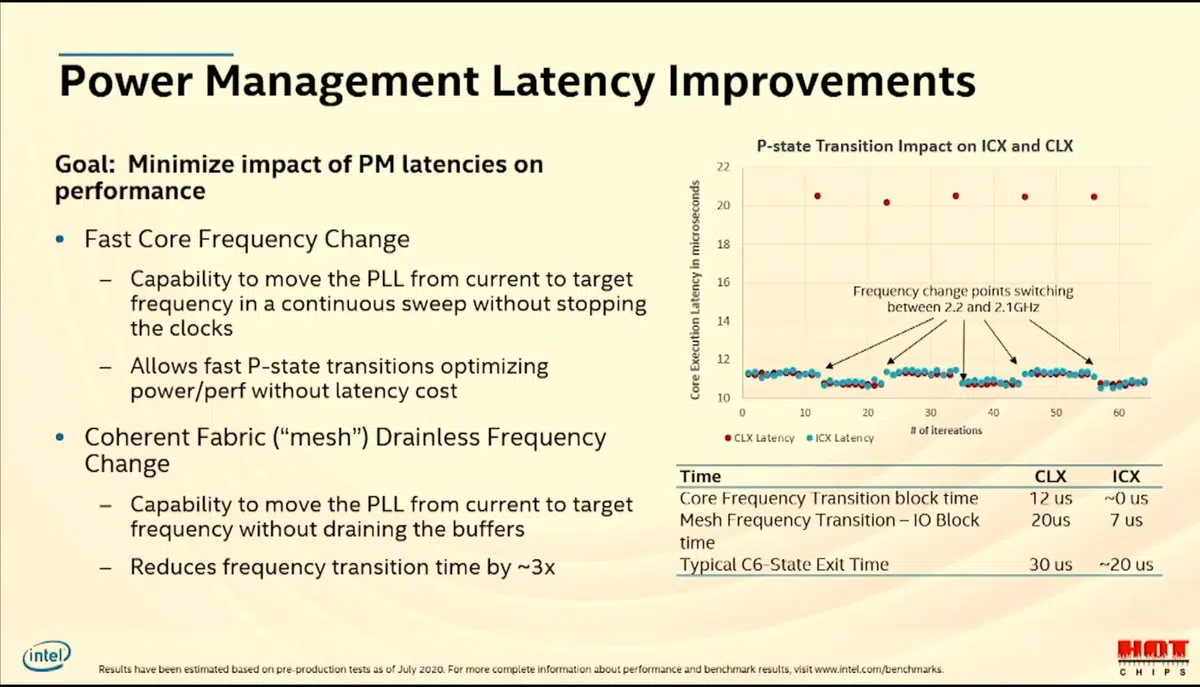 Power Management Latency Improvements
Goal: Minimize impact of PM latencies on
performance
• Fast Core Frequency Change
– Capability to move the PLL from current to target
frequency in a continuous sweep without stopping
the clocks
– Allows fast P-state transitions optimizing
power/perf without latency cost
• Coherent Fabric (“mesh”) Drainless Frequency
Change
– Capability to move the PLL from current to target
frequency without draining the buffers
– Reduces frequency transition time by ~3x
P-state Transition Impact on ICX and CLX
Core Execution Latency in microseconds
22
20
18
16
14
12
10
Frequency change points switching
between 2.2 and 2.1GHz
0 10 20 30 40 50 60
# of itereations
CLX Latency ICX Latency
Time CLX ICX
Core Frequency Transition block time 12 us ~0 us
Mesh Frequency Transition – IO Block 20us 7 us
time
Typical C6-State Exit Time 30 us ~20 us
intel
Results have been estimated based on pre-production tests as of July 2020. For more complete information about performance and benchmark results, visit www.intel.com/benchmarks.
HOT
CHIPS